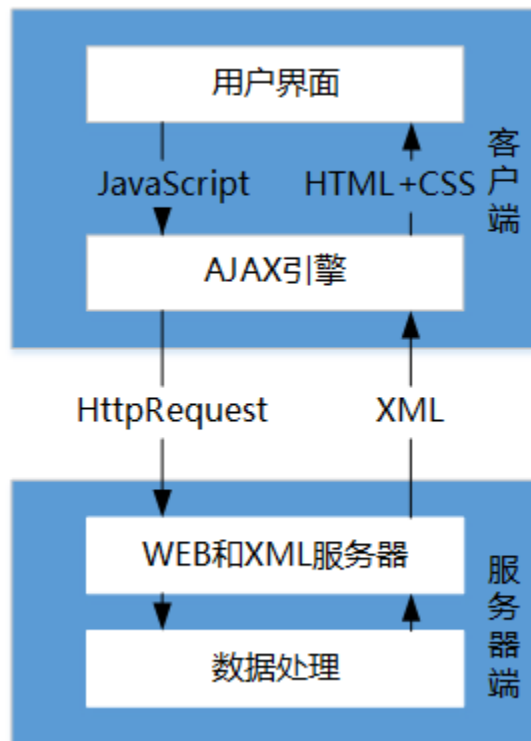 用户界面
JavaScript
HTML+CSS
客户端
AJAX引擎
HttpRequest
XML
WEB和XML服务器
服务器端
数据处理